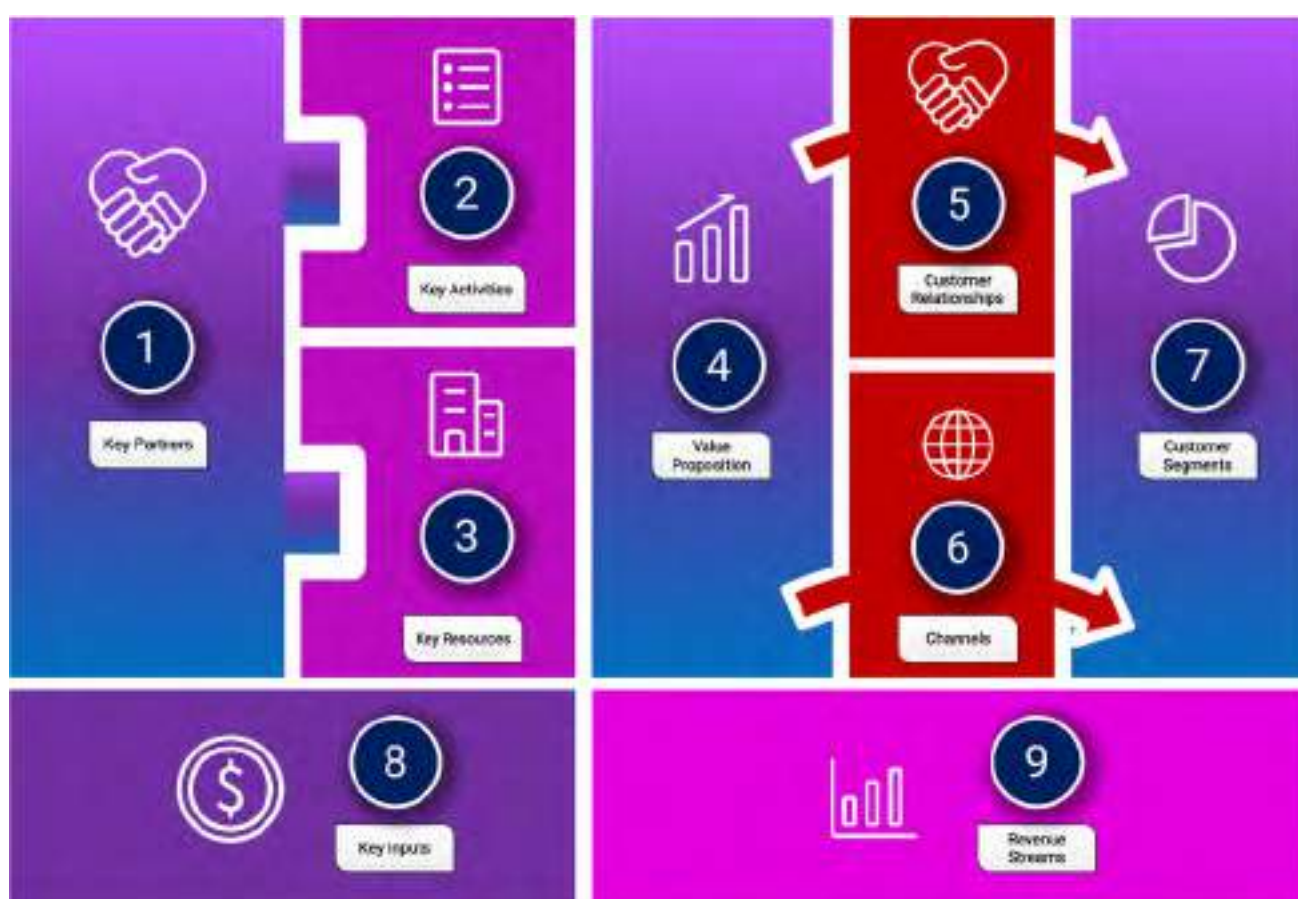 1
Key Partners
2
Key Activities
3
Key Resources
4
Value
Proposition
5
Customer
Relationships
6
Channels
7
Customer
Segments
8
Key Inputs
$
9
Revenue
Streams